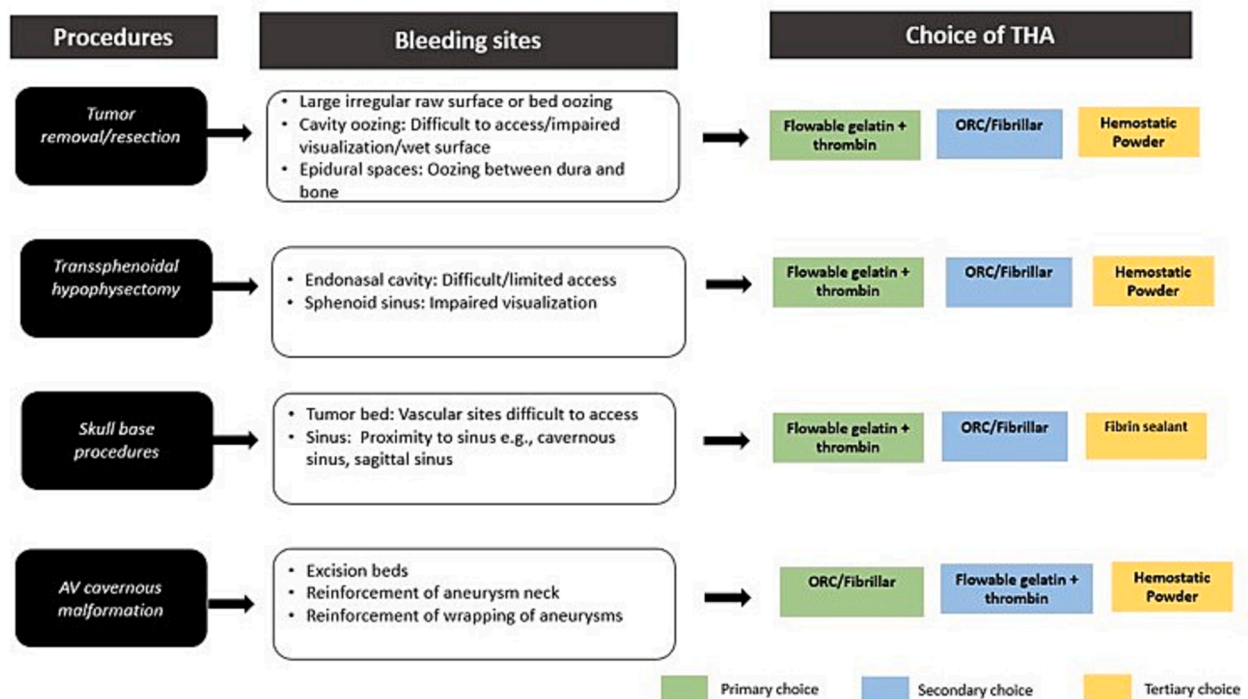 Procedures
Bleeding sites
Choice of THA
Tumor
removal/resection
• Large irregular raw surface or bed oozing
• Cavity oozing: Difficult to access/impaired
visualization/wet surface
• Epidural spaces: Oozing between dura and
bone
Flowable gelatin +
thrombin
ORC/Fibrillar
Hemostatic
Powder
Transsphenoidal
hypophysectomy
• Endonasal cavity: Difficult/limited access
• Sphenoid sinus: Impaired visualization
Flowable gelatin +
thrombin
ORC/Fibrillar
Hemostatic
Powder
Skull base
procedures
• Tumor bed: Vascular sites difficult to access
• Sinus: Proximity to sinus e.g., cavernous
sinus, sagittal sinus
Flowable gelatin +
thrombin
ORC/Fibrillar
Fibrin sealant
AV cavernous
malformation
• Excision beds
• Reinforcement of aneurysm neck
• Reinforcement of wrapping of aneurysms
ORC/Fibrillar
Flowable gelatin +
thrombin
Hemostatic
Powder
Primary choice
Secondary choice
Tertiary choice